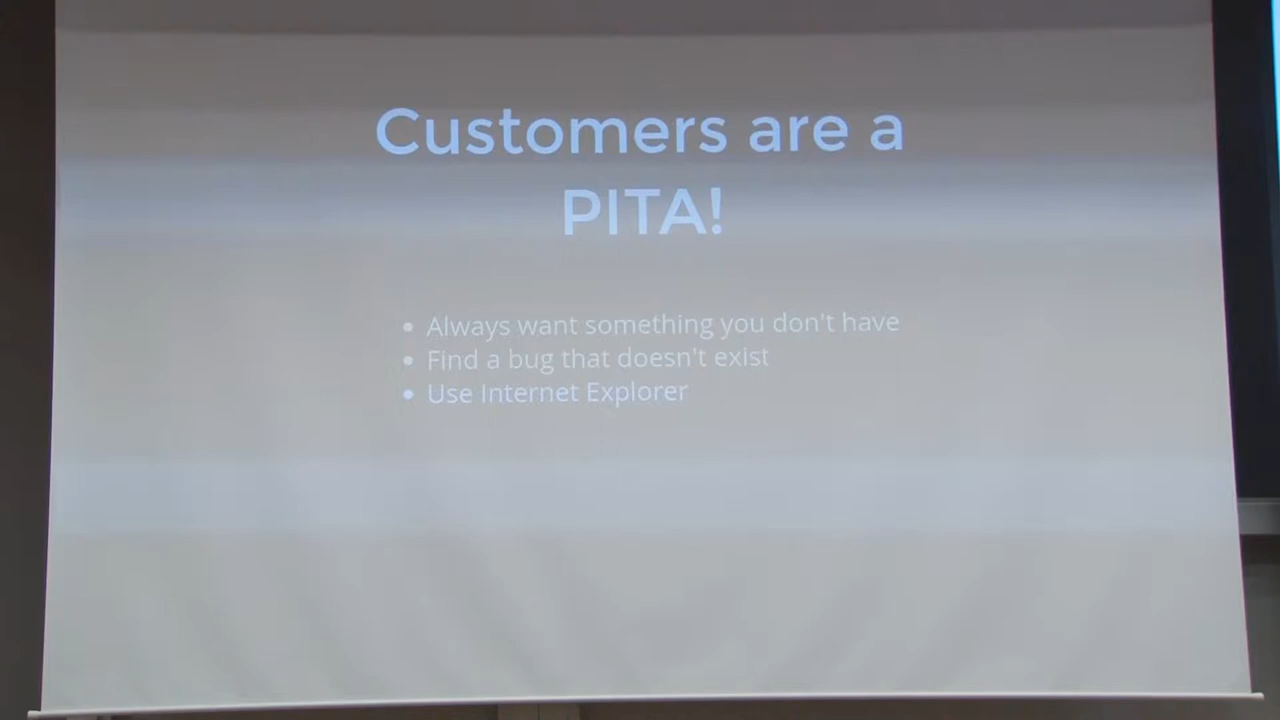 Customers are a
PITA!
• Always want something you don't have
• Find a bug that doesn't exist
• Use Internet Explorer